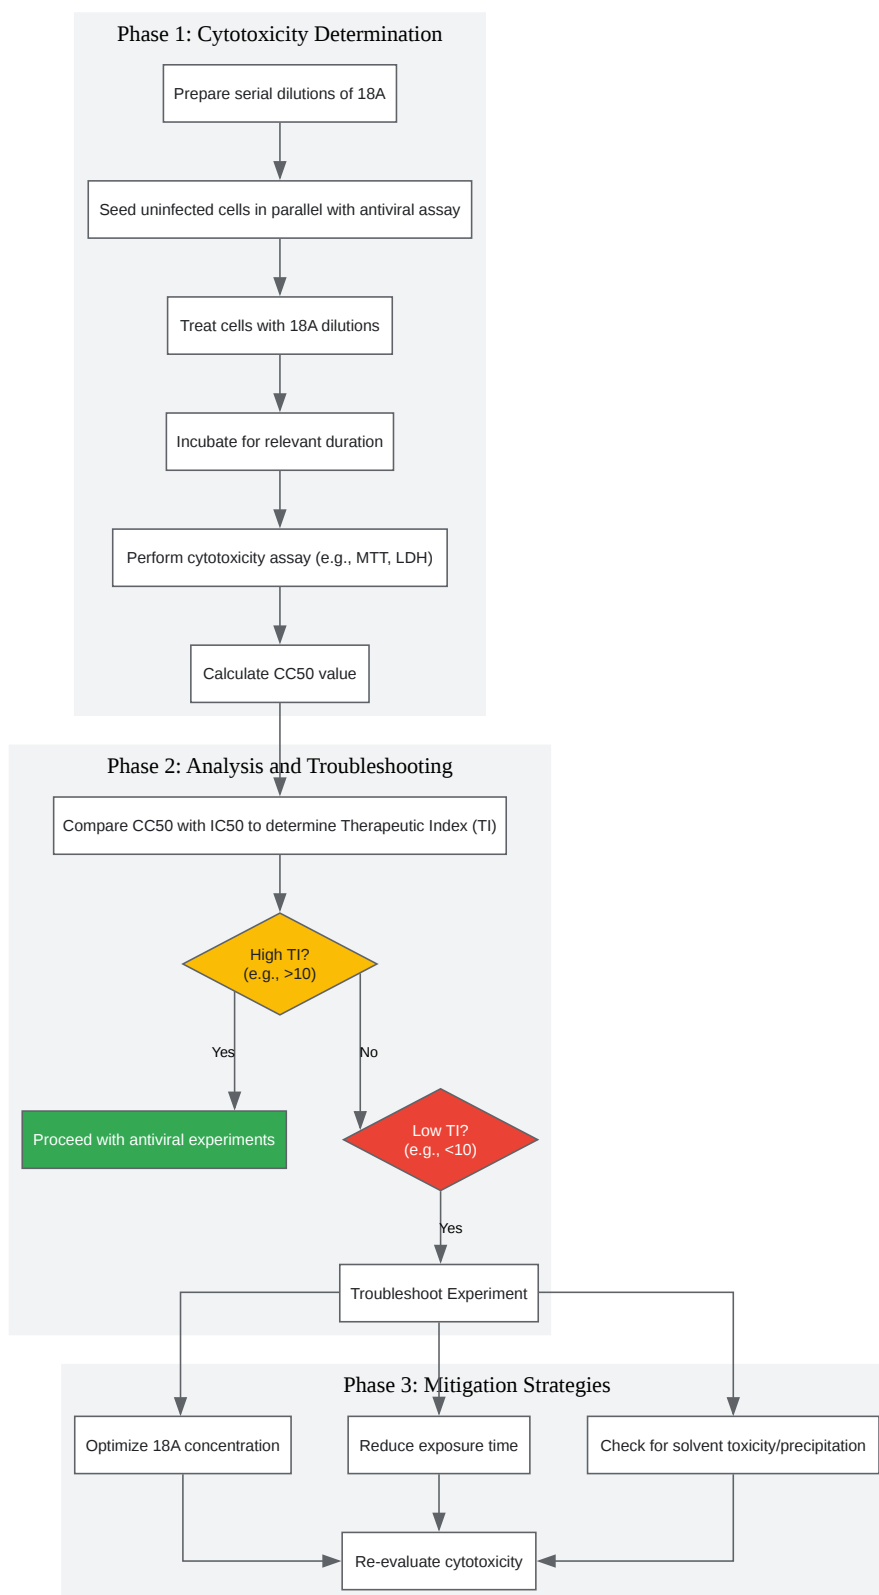 Phase 1: Cytotoxicity Determination
Prepare serial dilutions of 18A
Seed uninfected cells in parallel with antiviral assay
Treat cells with 18A dilutions
Incubate for relevant duration
Perform cytotoxicity assay (e.g., MTT, LDH)
Calculate CC50 value
Phase 2: Analysis and Troubleshooting
Compare CC50 with IC50 to determine Therapeutic Index (TI)
High TI?
(e.g., >10)
Yes
No
Proceed with antiviral experiments
Low TI?
(e.g., <10)
Yes
Troubleshoot Experiment
Phase 3: Mitigation Strategies
Optimize 18A concentration
Reduce exposure time
Check for solvent toxicity/precipitation
Re-evaluate cytotoxicity